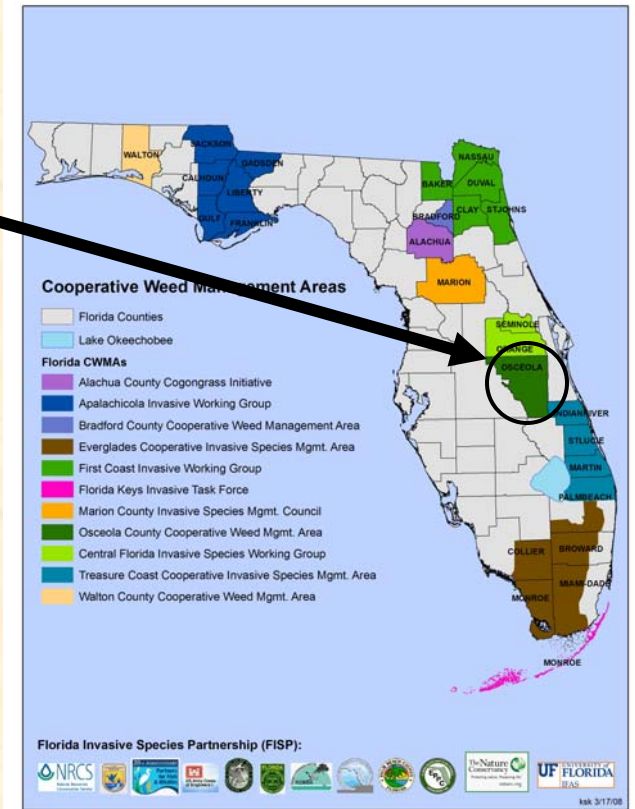 NASSAU
JACKSON
WALTON
GADSDEN
BAKER
DUVAL
CALHOUN
LIBERTY
BRADFORD
CLAY
STJOHNS
GULF
FRANKLIN
ALACHUA
MARION
Cooperative Weed Management Areas
Florida Counties
Lake Okeechobee
Florida CWMAs
Alachua County Cogongrass Initiative
Apalachicola Invasive Working Group
Bradford County Cooperative Weed Management Area
Everglades Cooperative Invasive Species Mgmt. Area
First Coast Invasive Working Group
Florida Keys Invasive Task Force
Marion County Invasive Species Mgmt. Council
Osceola County Cooperative Weed Mgmt. Area
Central Florida Invasive Species Working Group
Treasure Coast Cooperative Invasive Species Mgmt. Area
Walton County Cooperative Weed Mgmt. Area
SEMINOLE
ORANGE
OSCEOLA
INDIANRIVER
STLUCIE
MARTIN
PALMBEACH
COLLIER
BROWARD
MIAMI-DADE
MONROE
MONROE
Florida Invasive Species Partnership (FISP):
NRCS
The Nature
Conservancy
UF UNIVERSITY of
FLORIDA
IFAS
ksk 3/17/08